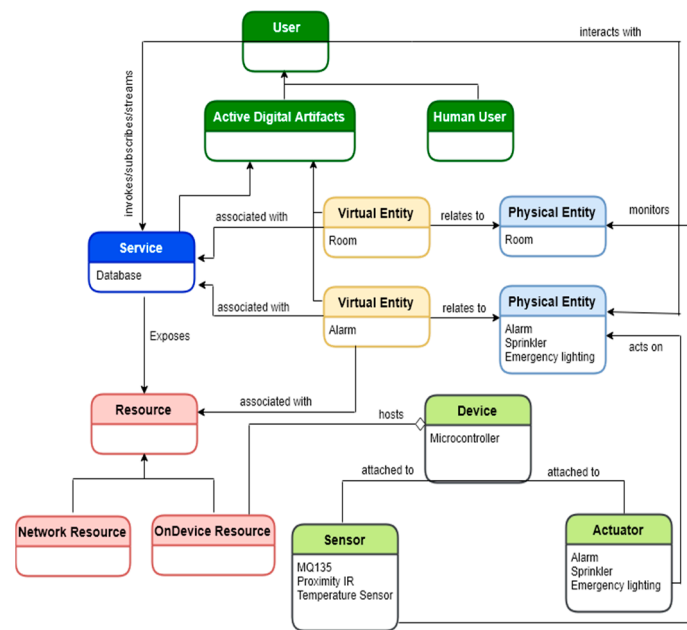 User
interacts with
invokes/subscribes/streams
Active Digital Artifacts
Human User
Virtual Entity
Room
relates to
Physical Entity
Room
monitors
associated with
Service
Database
associated with
Virtual Entity
Alarm
relates to
Physical Entity
Alarm
Sprinkler
Emergency lighting
acts on
Exposes
associated with
Resource
hosts
Device
Microcontroller
attached to
attached to
Network Resource
OnDevice Resource
Sensor
MQ135
Proximity IR
Temperature Sensor
Actuator
Alarm
Sprinkler
Emergency lighting